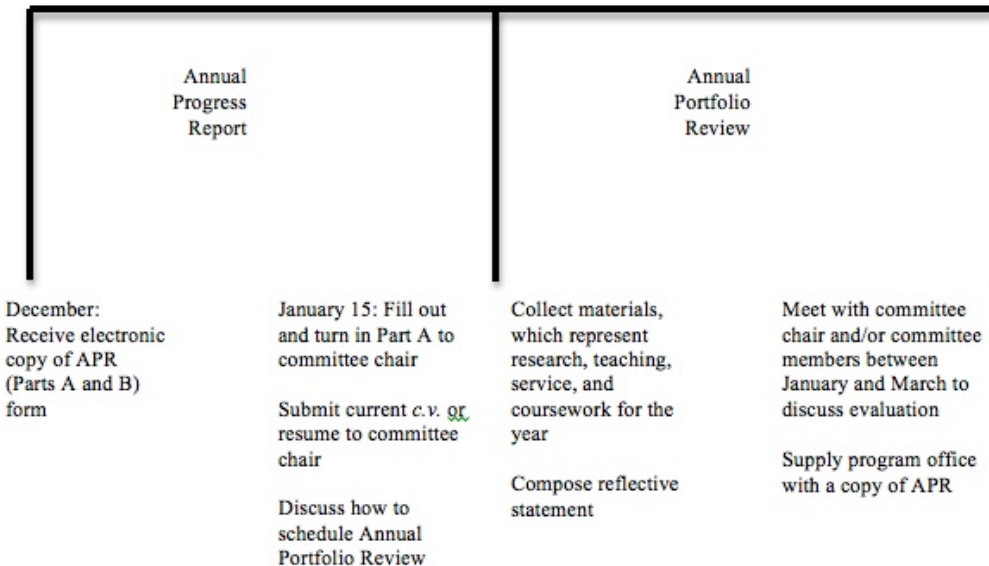 Annual
Progress
Report
Annual
Portfolio
Review
December:
Receive electronic
copy of APR
(Parts A and B)
form
January 15: Fill out
and turn in Part A to
committee chair
Submit current c.v. or
resume to committee
chair
Discuss how to
schedule Annual
Portfolio Review
Collect materials,
which represent
research, teaching,
service, and
coursework for the
year
Compose reflective
statement
Meet with committee
chair and/or committee
members between
January and March to
discuss evaluation
Supply program office
with a copy of APR